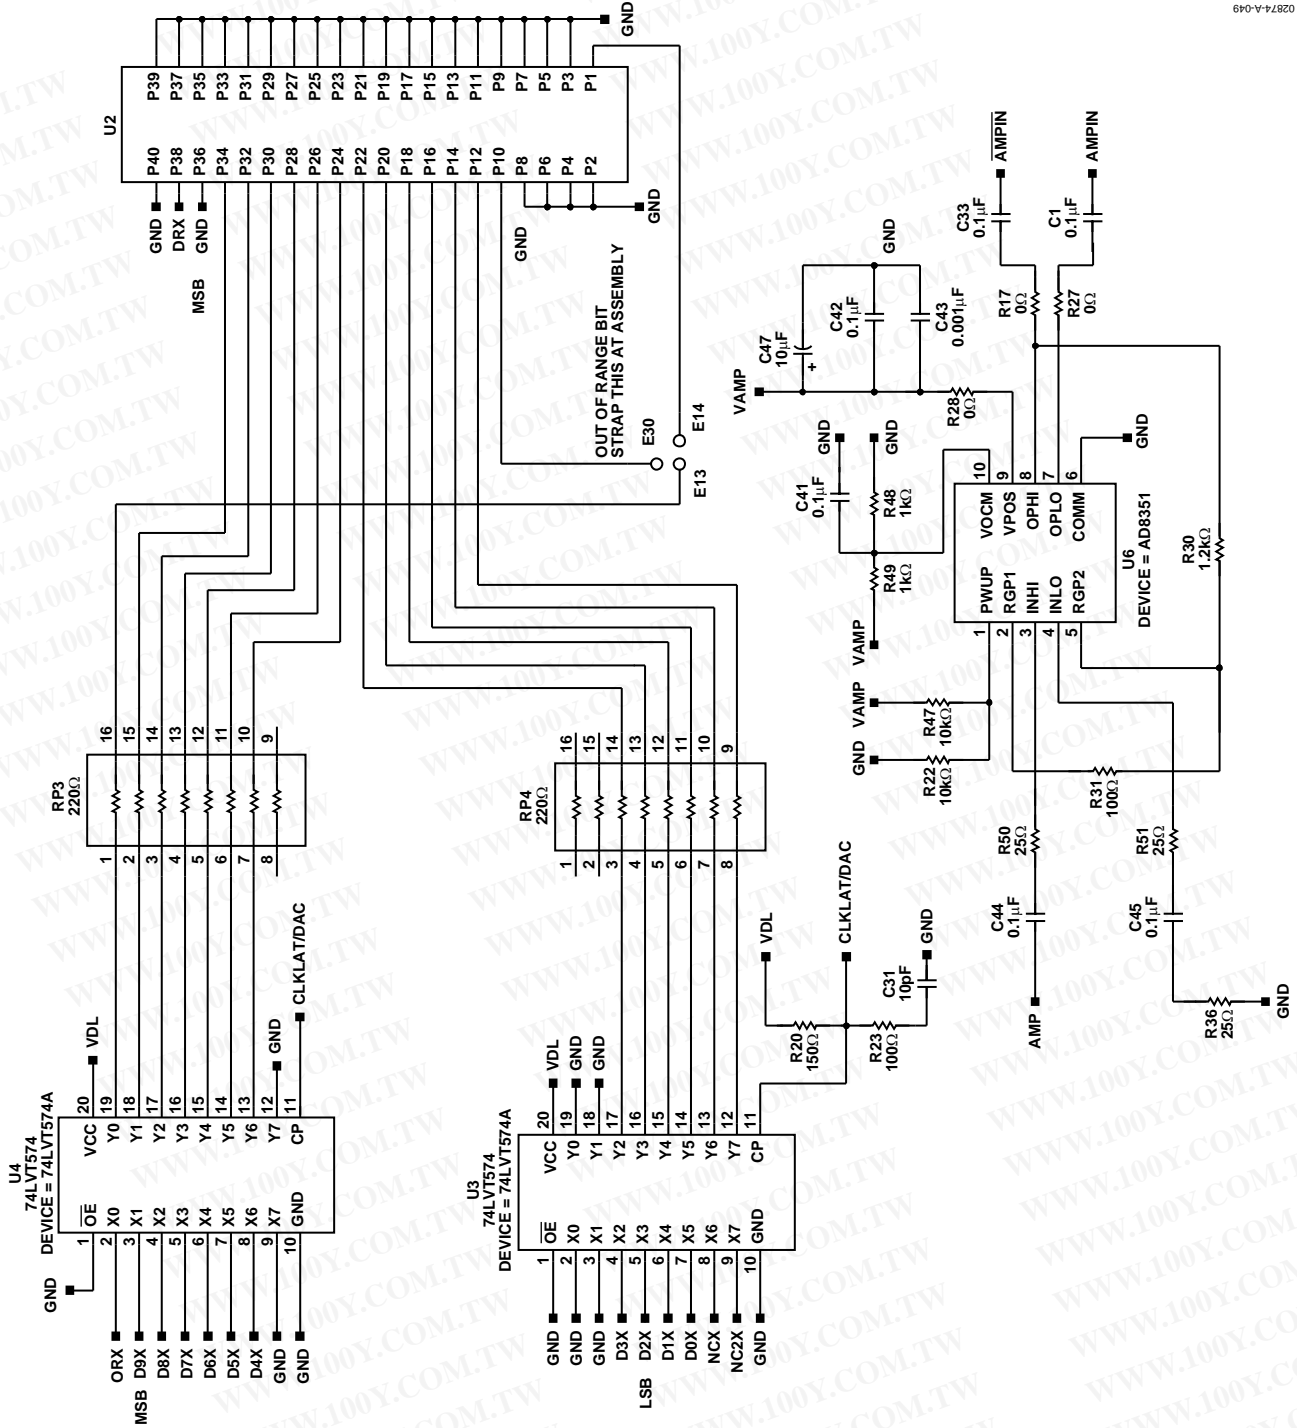 02874-A-049
GND
P39
P37
P35
P33
P31
P29
P27
P25
P23
P21
P19
P17
P15
P13
P11
P9
P7
P5
P3
P1
U2
P40
P38
P36
P34
P32
P30
P28
P26
P24
P22
P20
P18
P16
P14
P12
P10
P8
P6
P4
P2
GND
DRX
GND
MSB
GND
GND
OUT OF RANGE BIT
STRAP THIS AT ASSEMBLY
E30
E14
E13
RP3
220Ω
16
15
14
13
12
11
10
9
1
2
3
4
5
6
7
8
RP4
220Ω
16
15
14
13
12
11
10
9
1
2
3
4
5
6
7
8
U4
74LVT574
DEVICE = 74LVT574A
VDL
GND
CLKLAT/DAC
20
19
18
17
16
15
14
13
12
11
VCC
Y0
Y1
Y2
Y3
Y4
Y5
Y6
Y7
CP
OE
X0
X1
X2
X3
X4
X5
X6
X7
GND
1
2
3
4
5
6
7
8
9
10
GND
ORX
MSB D9X
D8X
D7X
D6X
D5X
D4X
GND
GND
U3
74LVT574
DEVICE = 74LVT574A
VDL
GND
GND
20
19
18
17
16
15
14
13
12
11
VCC
Y0
Y1
Y2
Y3
Y4
Y5
Y6
Y7
CP
OE
X0
X1
X2
X3
X4
X5
X6
X7
GND
1
2
3
4
5
6
7
8
9
10
GND
GND
GND
D3X
LSB D2X
D1X
D0X
NCX
NC2X
GND
VDL
CLKLAT/DAC
GND
R20
150Ω
R23
100Ω
C31
10pF
AMPIN
AMPIN
C33
0.1µF
C1
0.1µF
R17
0Ω
R27
0Ω
GND
C47
10µF
+
C42
0.1µF
C43
0.001µF
VAMP
R28
0Ω
GND
GND
C41
0.1µF
R48
1kΩ
R49
1kΩ
VAMP
GND
10
9
8
7
6
VOCM
VPOS
OPHI
OPLO
COMM
PWUP
RGP1
INHI
INLO
RGP2
1
2
3
4
5
U6
DEVICE = AD8351
R30
1.2kΩ
VAMP
R47
10kΩ
GND
R22
10kΩ
R31
100Ω
R50
25Ω
R51
25Ω
C44
0.1µF
C45
0.1µF
AMP
R36
25Ω
GND
WWW.100Y.COM.TW